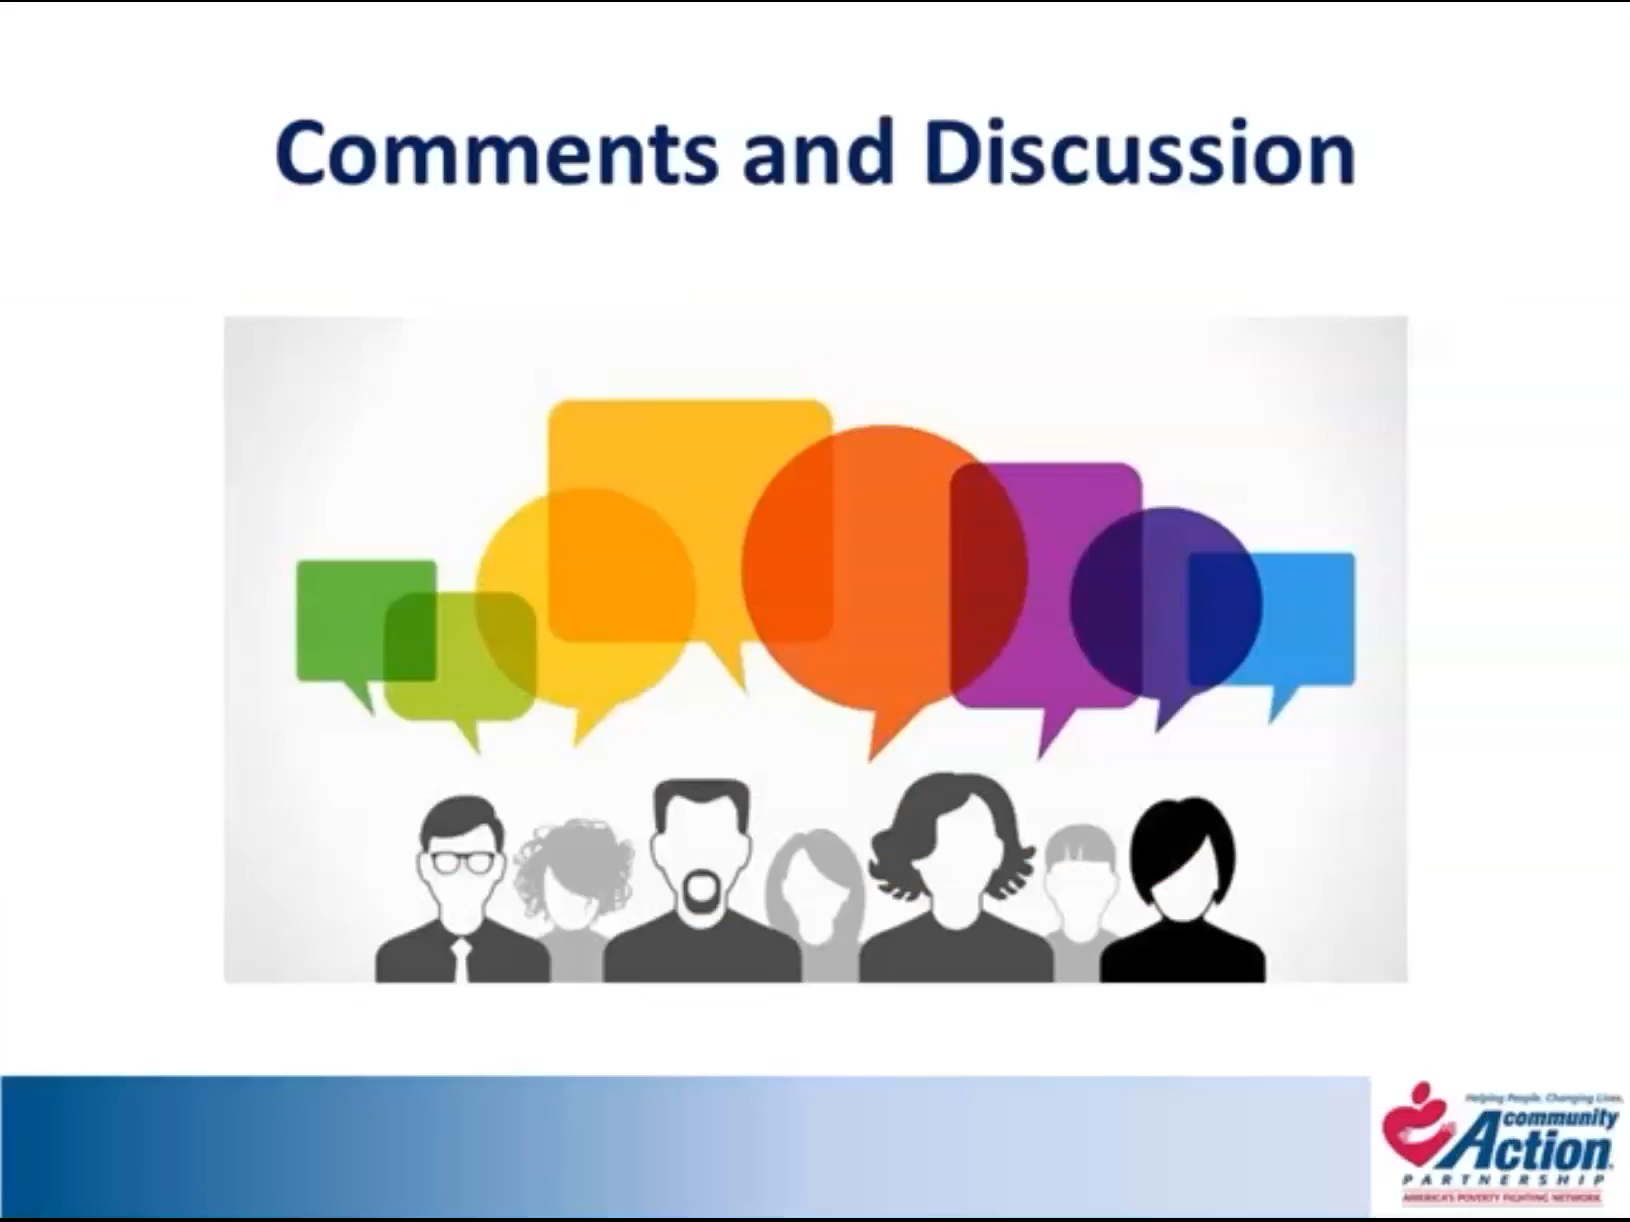 Comments and Discussion
Helping People. Changing Lives.
community
Action
PARTNERSHIP
AMERICA'S POVERTY FIGHTING NETWORK